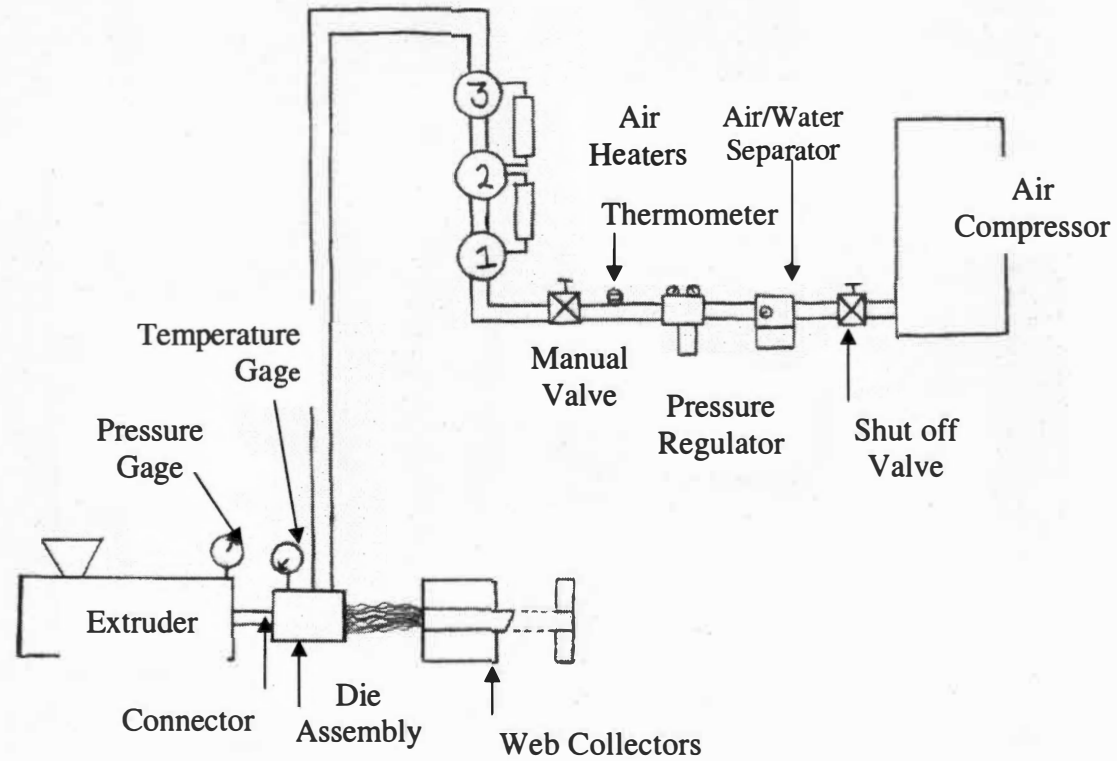 3
2
1
Air
Heaters
Air/Water
Separator
Thermometer
Air
Compressor
Temperature
Gage
Manual
Valve
Pressure
Regulator
Shut off
Valve
Pressure
Gage
Extruder
Connector
Die
Assembly
Web Collectors